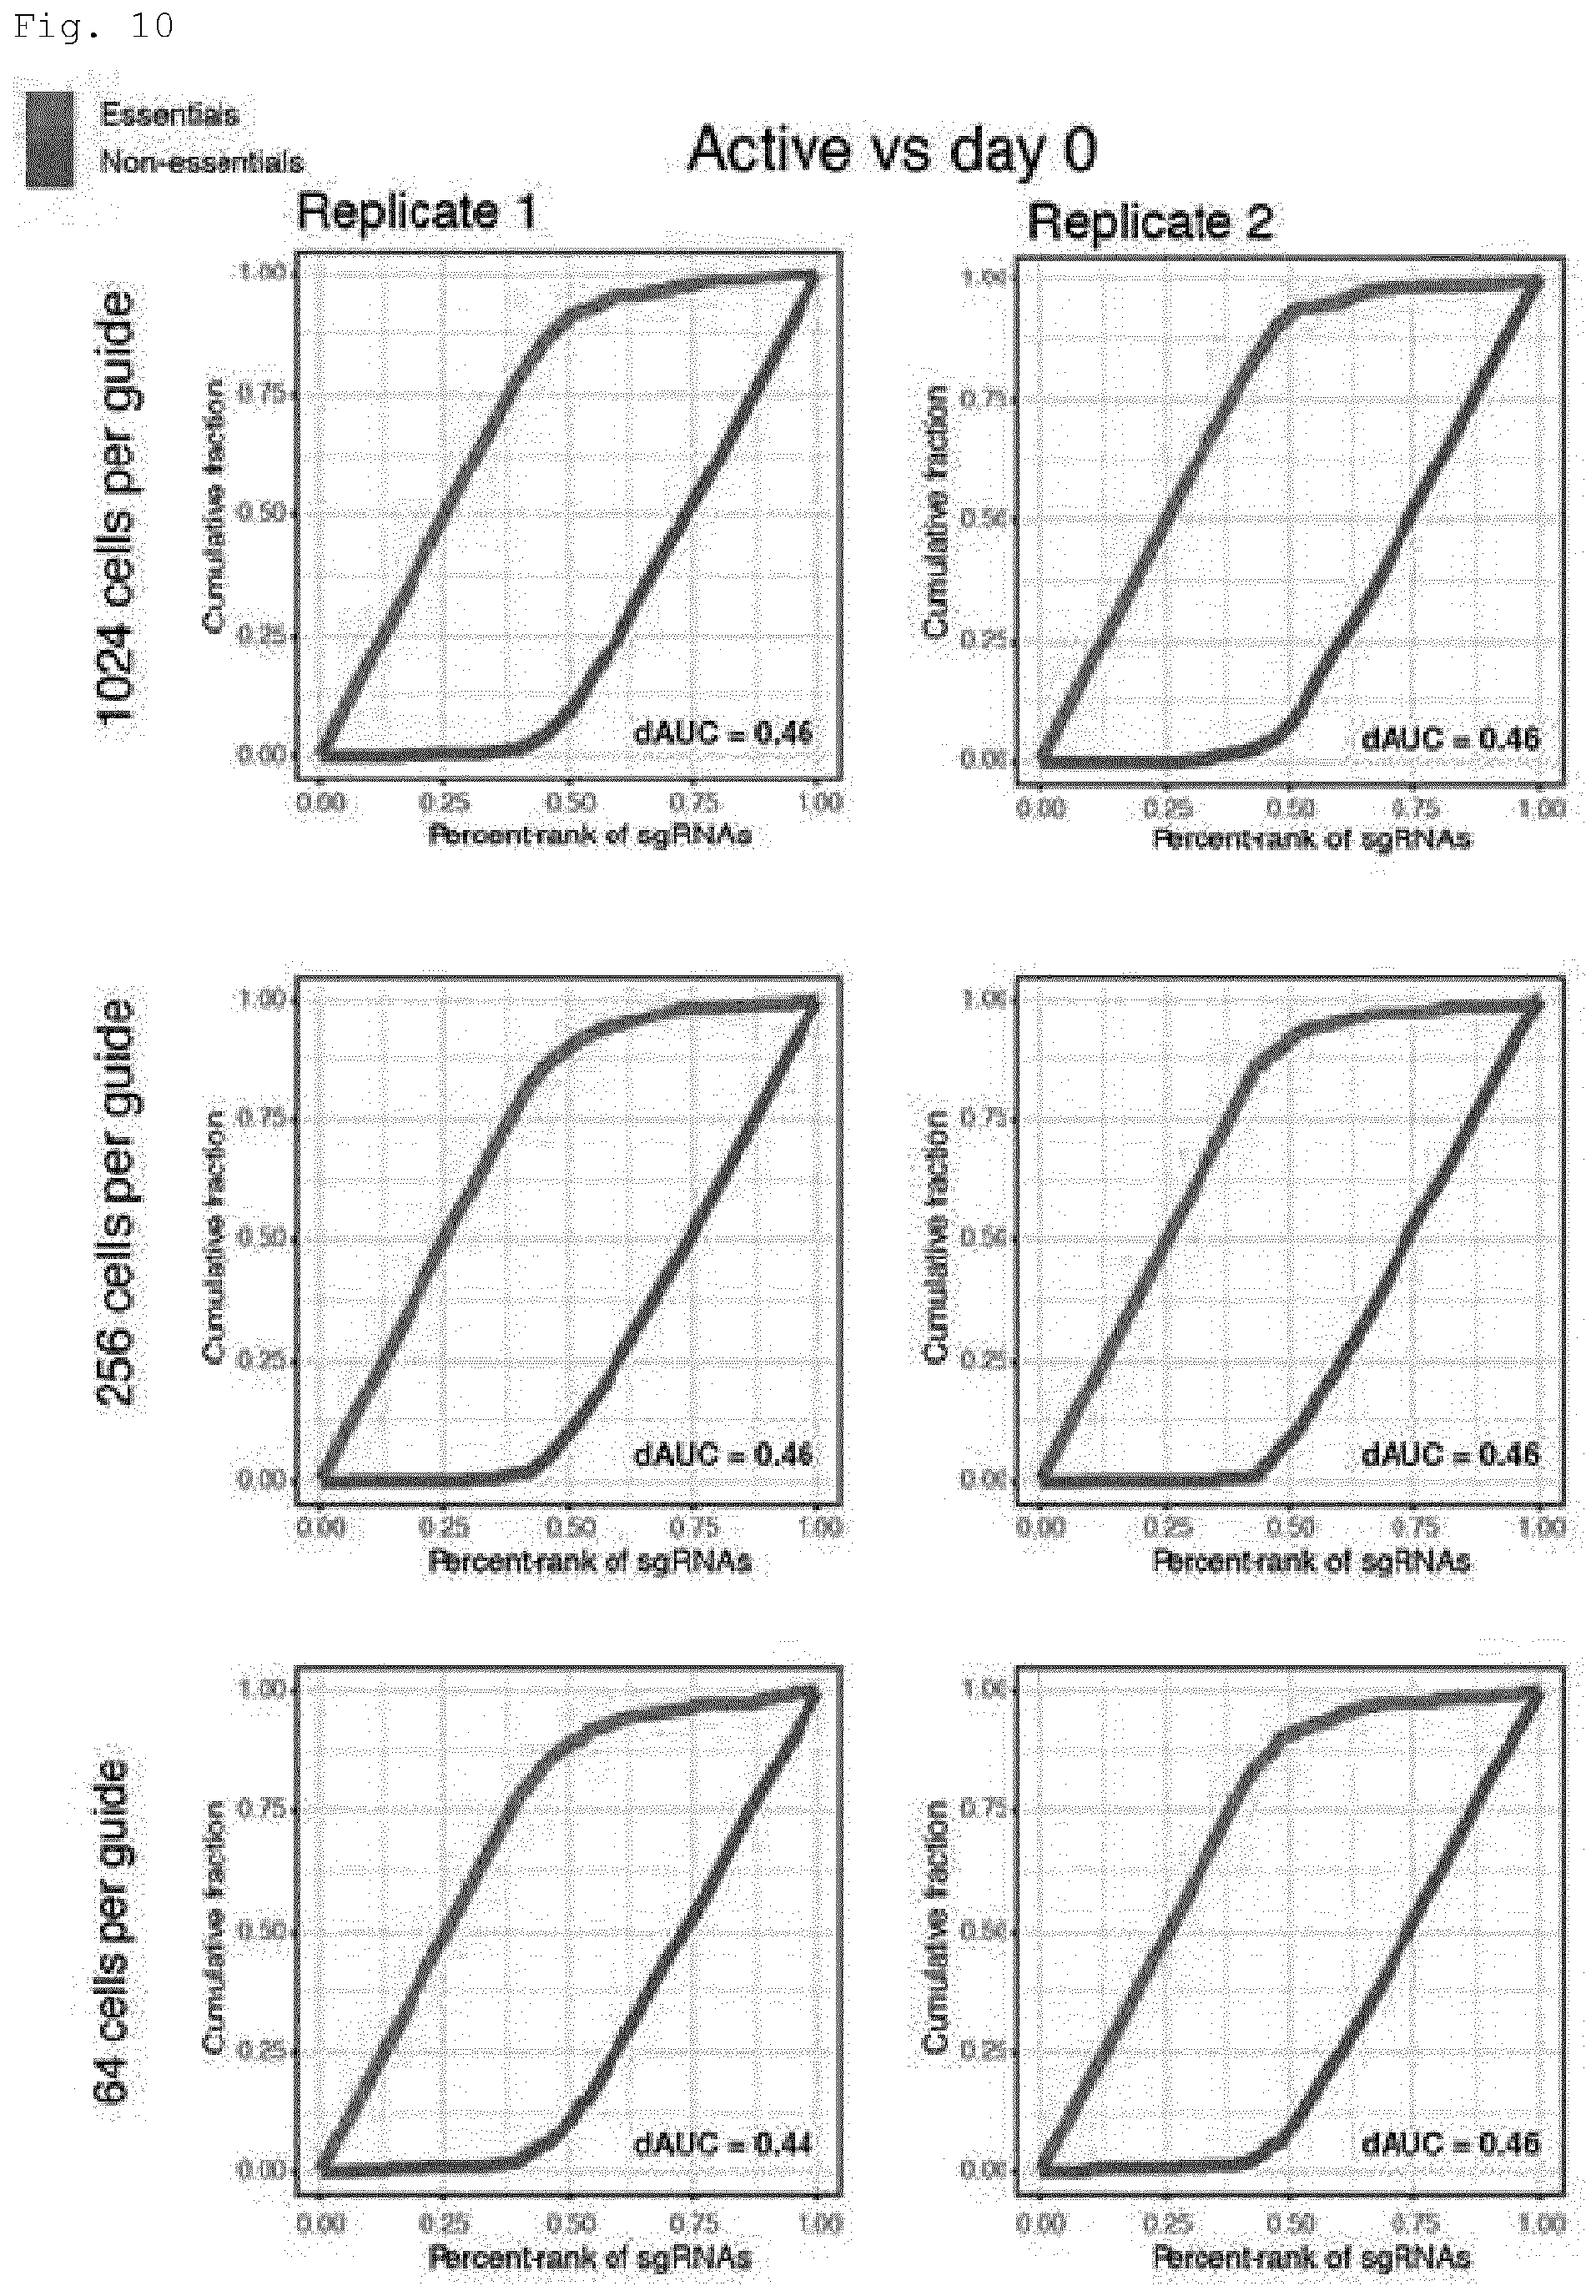 Fig. 10
Essentials
Non-essentials
Active vs day 0
Replicate 1
Replicate 2
1024 cells per guide
Cumulative fraction
1.00
0.75
0.50
0.25
0.00
dAUC = 0.46
0.00 0.25 0.50 0.75 1.00
Percent-rank of sgRNAs
Cumulative fraction
1.00
0.75
0.50
0.25
0.00
dAUC = 0.46
0.00 0.25 0.50 0.75 1.00
Percent-rank of sgRNAs
256 cells per guide
Cumulative fraction
1.00
0.75
0.50
0.25
0.00
dAUC = 0.46
0.00 0.25 0.50 0.75 1.00
Percent-rank of sgRNAs
Cumulative fraction
1.00
0.75
0.50
0.25
0.00
dAUC = 0.46
0.00 0.25 0.50 0.75 1.00
Percent-rank of sgRNAs
64 cells per guide
Cumulative fraction
1.00
0.75
0.50
0.25
0.00
dAUC = 0.44
0.00 0.25 0.50 0.75 1.00
Percent-rank of sgRNAs
Cumulative fraction
1.00
0.75
0.50
0.25
0.00
dAUC = 0.46
0.00 0.25 0.50 0.75 1.00
Percent-rank of sgRNAs